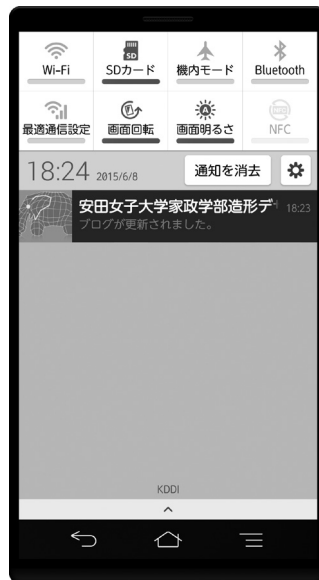 Wi-Fi
SD
SDカード
機内モード
Bluetooth
最適通信設定
画面回転
A
画面明るさ
NFC
18:24 2015/6/8 通知を消去
安田女子大学家政学部造形デ 18:23
ブログが更新されました。
KDDI